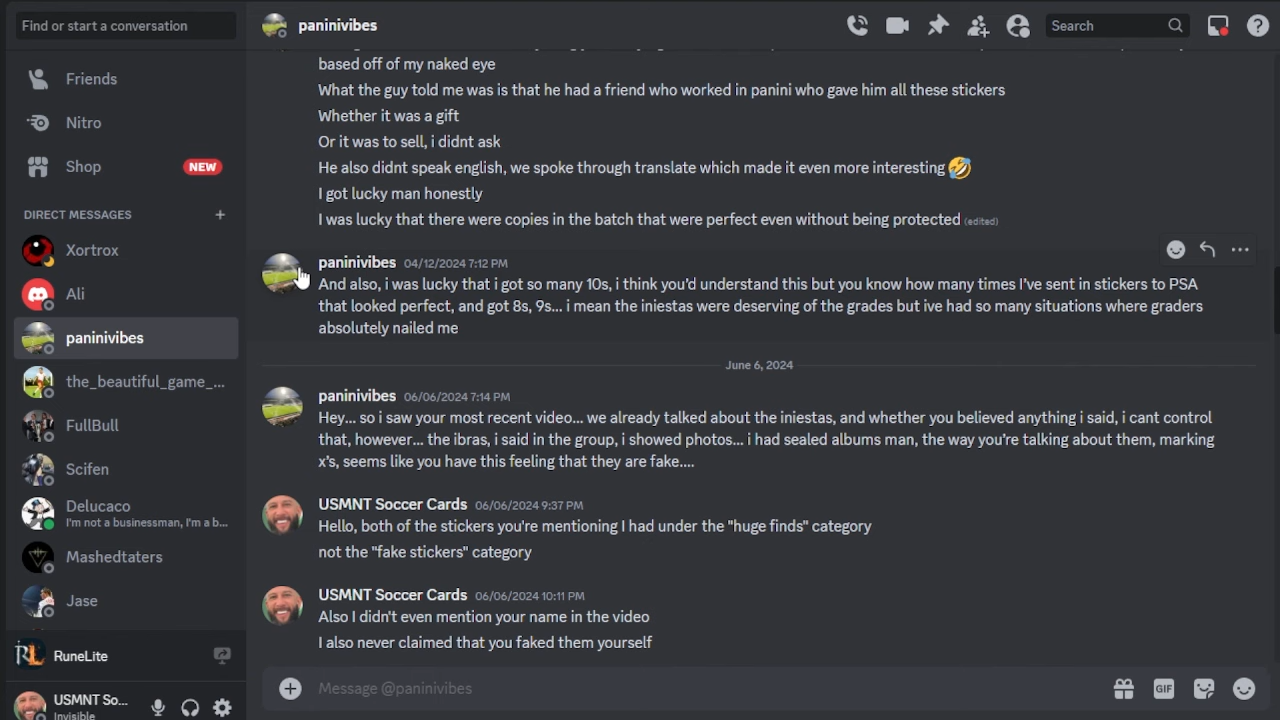 Find or start a conversation
Friends
Nitro
Shop
NEW
DIRECT MESSAGES
Xortrox
Ali
paninivibes
the_beautiful_game_...
FullBull
Scifen
Delucaco
I'm not a businessman, I'm a b...
Mashedtaters
Jase
RuneLite
USMNT So...
Invisible
paninivibes
Search
based off of my naked eye
What the guy told me was is that he had a friend who worked in panini who gave him all these stickers
Whether it was a gift
Or it was to sell, i didnt ask
He also didnt speak english, we spoke through translate which made it even more interesting 🤣
I got lucky man honestly
I was lucky that there were copies in the batch that were perfect even without being protected (edited)
paninivibes 04/12/2024 7:12 PM
And also, i was lucky that i got so many 10s, i think you'd understand this but you know how many times I've sent in stickers to PSA
that looked perfect, and got 8s, 9s... i mean the iniestas were deserving of the grades but ive had so many situations where graders
absolutely nailed me
June 6, 2024
paninivibes 06/06/2024 7:14 PM
Hey... so i saw your most recent video... we already talked about the iniestas, and whether you believed anything i said, i cant control
that, however... the ibras, i said in the group, i showed photos... i had sealed albums man, the way you're talking about them, marking
x's, seems like you have this feeling that they are fake....
USMNT Soccer Cards 06/06/2024 9:37 PM
Hello, both of the stickers you're mentioning I had under the "huge finds" category
not the "fake stickers" category
USMNT Soccer Cards 06/06/2024 10:11 PM
Also I didn't even mention your name in the video
I also never claimed that you faked them yourself
Message @paninivibes
GIF